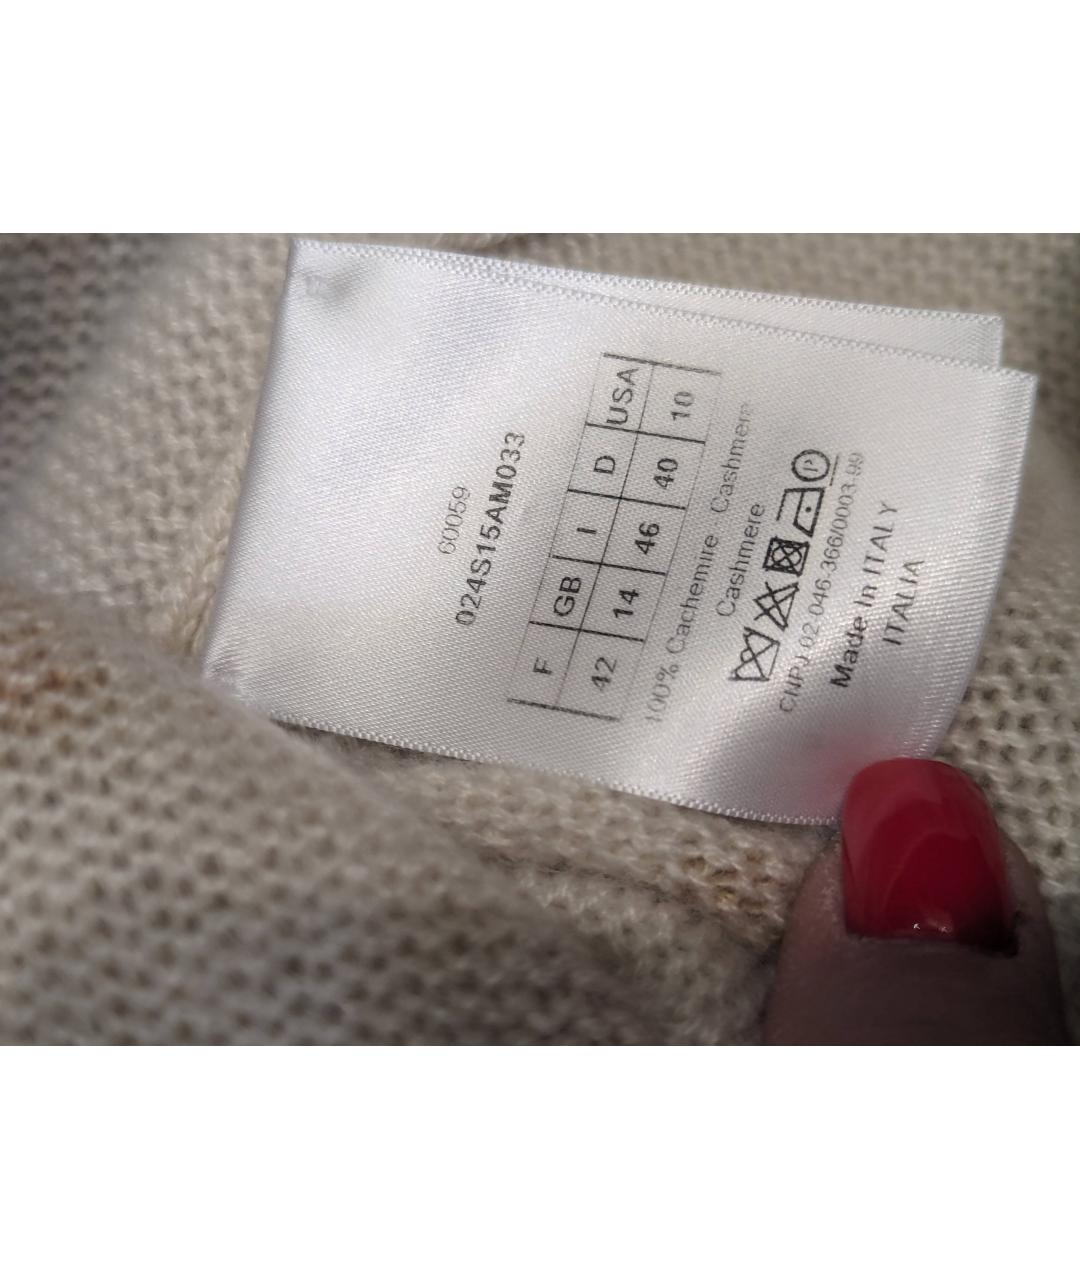 60059
024S15AM033
F GB I D USA
42 14 46 40 10
100% Cachemire . Cashmere
Cashmere
P
CNPJ 02.046.366/0003.99
Made In ITALY
ITALIA